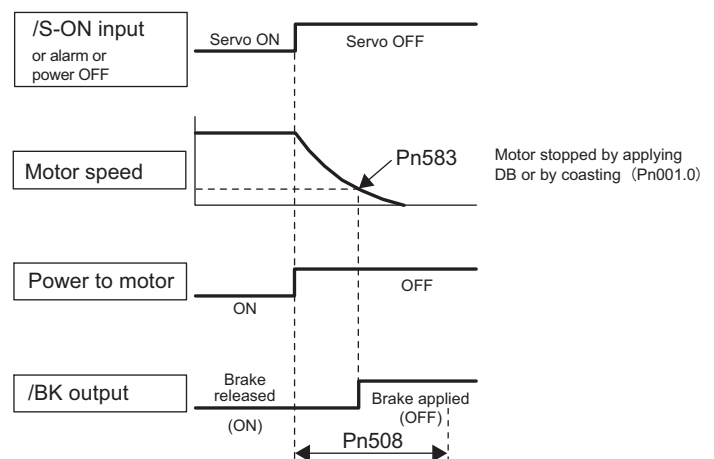 /S-ON input
or alarm or
power OFF
Servo ON
Servo OFF
Motor speed
Pn583
Motor stopped by applying
DB or by coasting (Pn001.0)
Power to motor
ON
OFF
/BK output
Brake
released
(ON)
Brake applied
(OFF)
Pn508